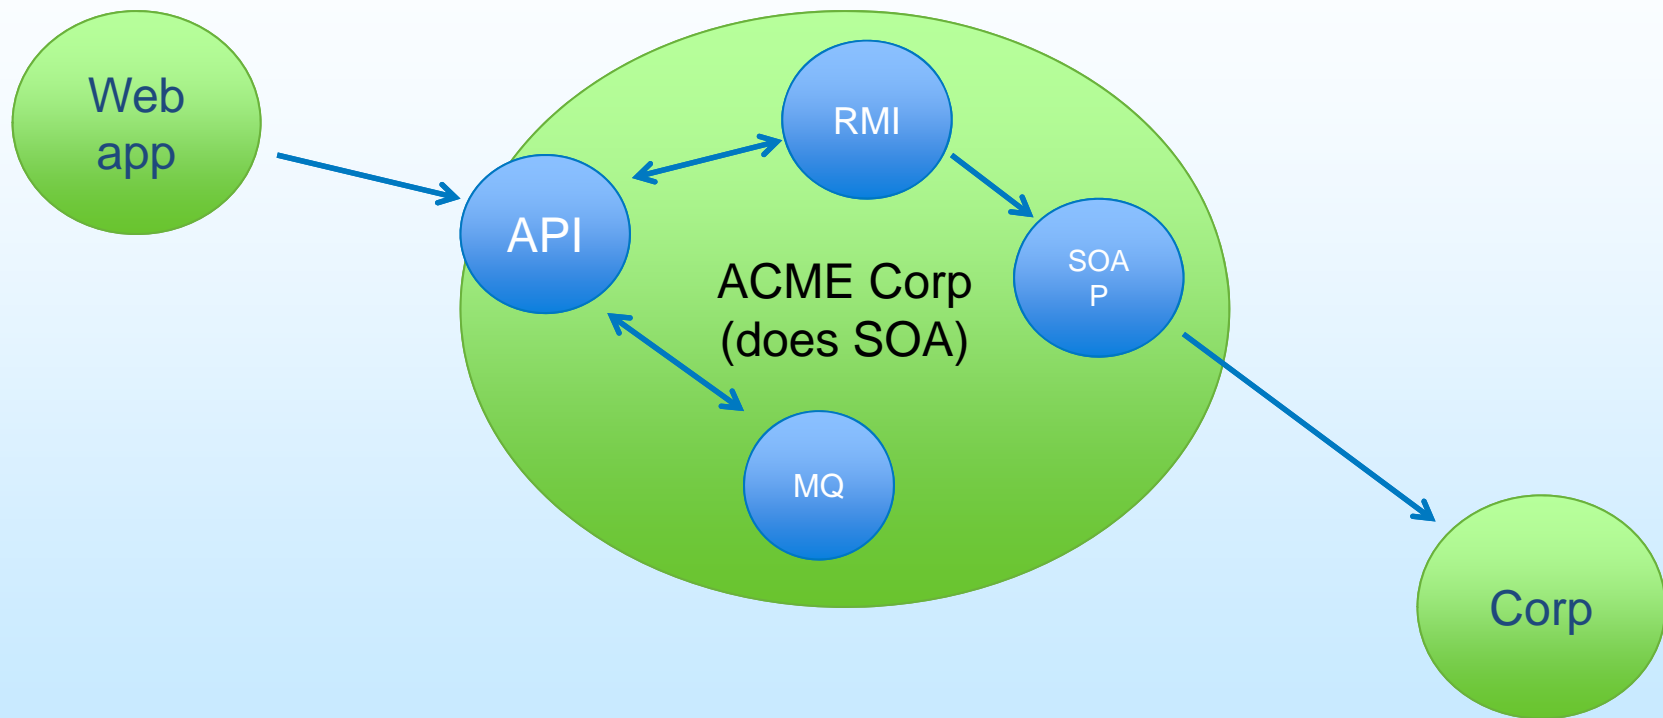 Web
app
RMI
API
SOA
P
ACME Corp
(does SOA)
MQ
Corp